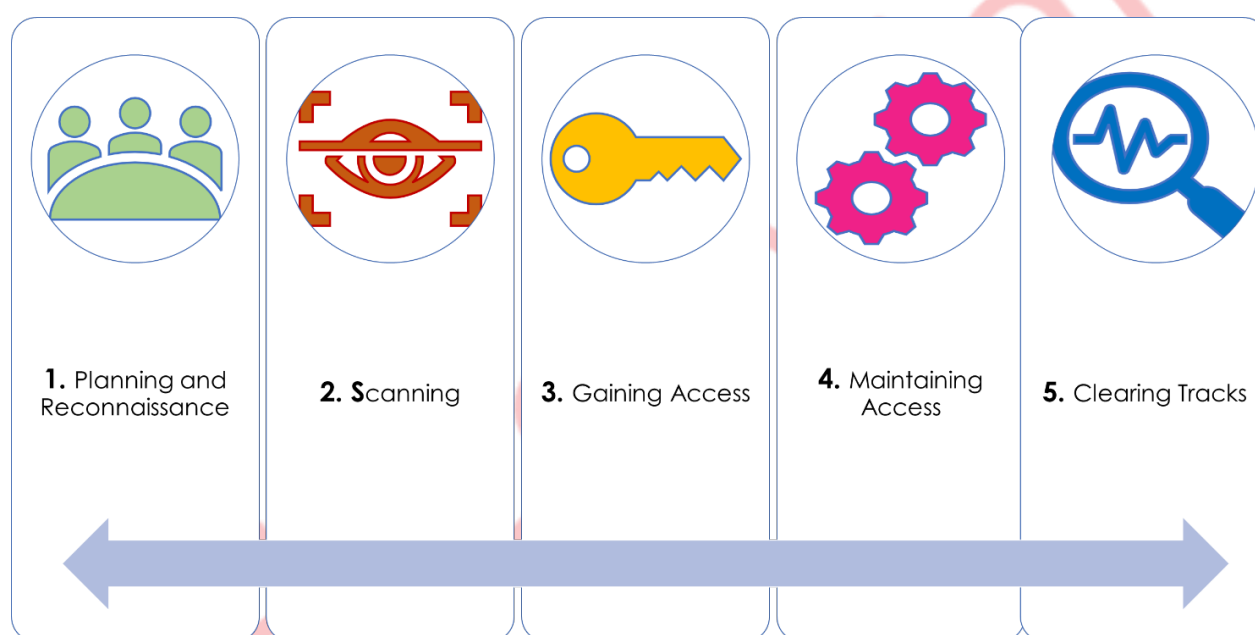 1. Planning and
Reconnaissance
2. Scanning
3. Gaining Access
4. Maintaining
Access
5. Clearing Tracks